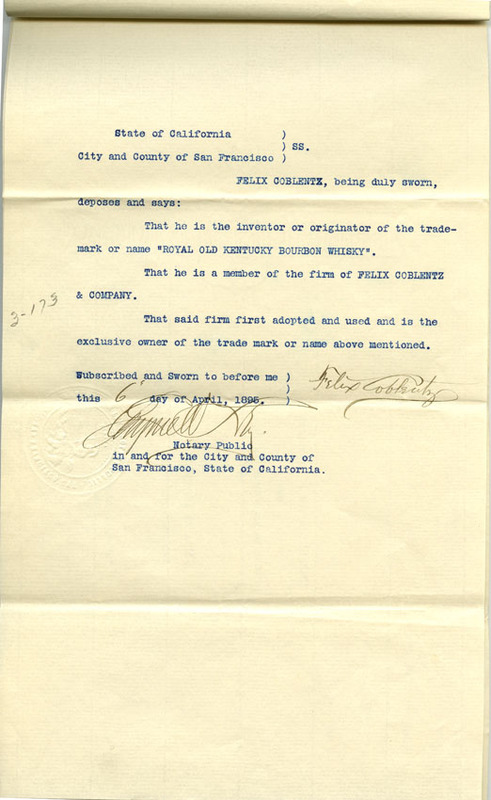 State of California )
) SS.
City and County of San Francisco )
FELIX COBLENTZ, being duly sworn,
deposes and says:
That he is the inventor or originator of the trade-
mark or name "ROYAL OLD KENTUCKY BOURBON WHISKY".
That he is a member of the firm of FELIX COBLENTZ
& COMPANY.
3-173
That said firm first adopted and used and is the
exclusive owner of the trade mark or name above mentioned.
Subscribed and Sworn to before me )
) Felix Coblentz
this 6 day of April, 1895. )
Notary Public
in and for the City and County of
San Francisco, State of California.